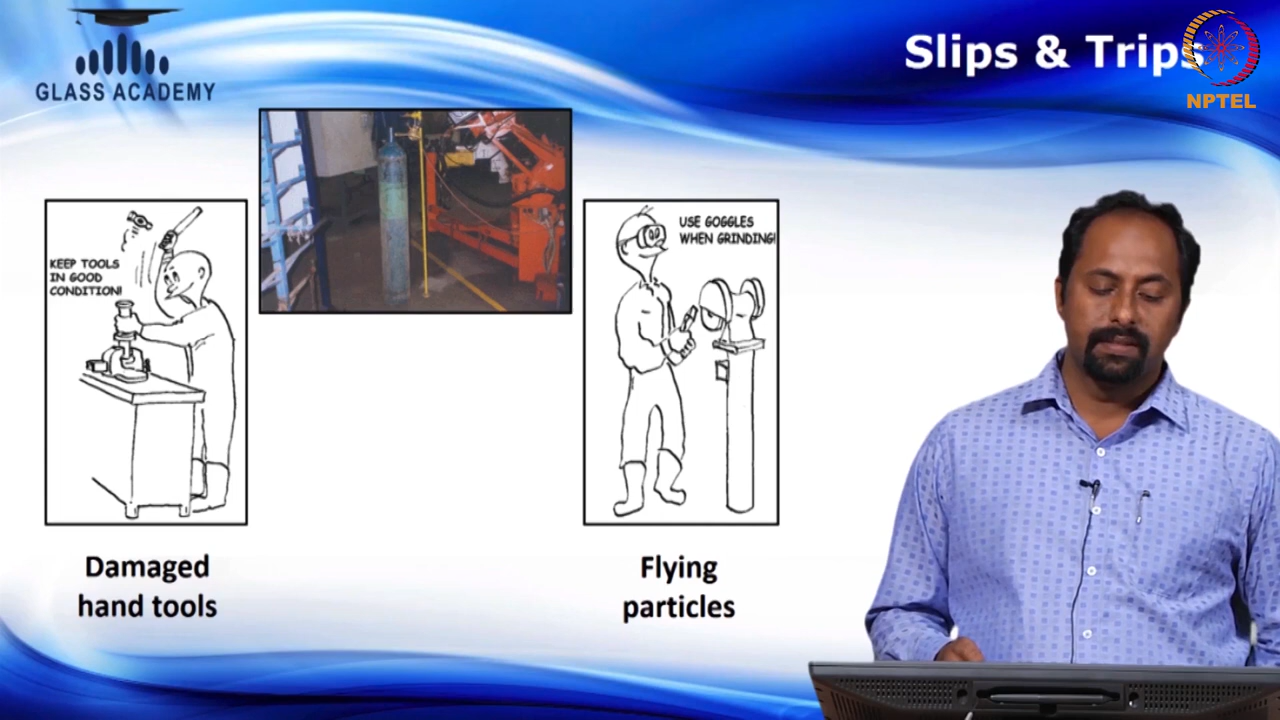 GLASS ACADEMY
Slips & Trips
NPTEL
KEEP TOOLS
IN GOOD
CONDITION!
USE GOGGLES
WHEN GRINDING!
Damaged
hand tools
Flying
particles